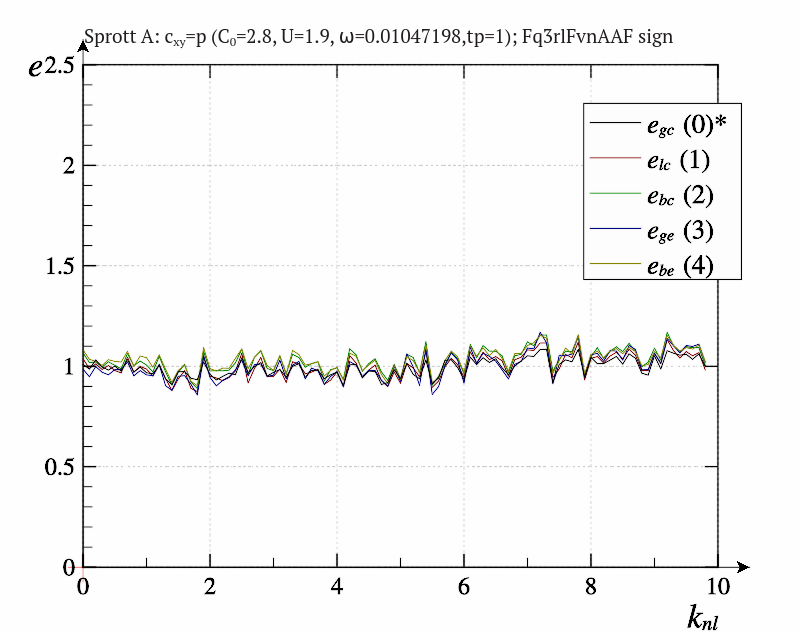 Sprott A: cxy=p (C0=2.8, U=1.9, ω=0.01047198,tp=1); Fq3rlFvnAAF sign
e
2.5
egc (0)*
elc (1)
2
ebc (2)
ege (3)
ebe (4)
1.5
1
0.5
0
0 2 4 6 8 10
knl